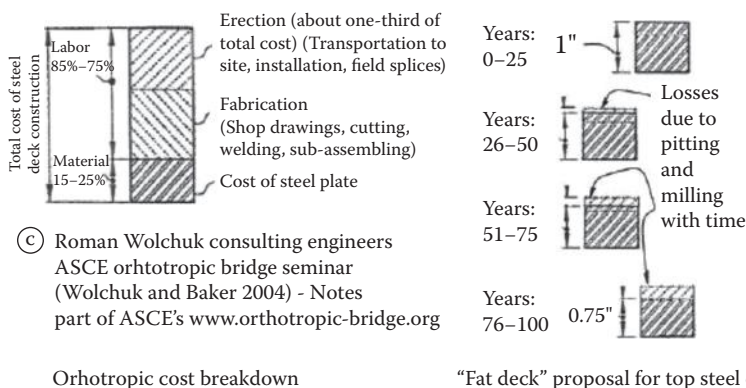 Total cost of steel
deck construction
Labor
85%–75%
Material
15–25%
Erection (about one-third of
total cost) (Transportation to
site, installation, field splices)
Fabrication
(Shop drawings, cutting,
welding, sub-assembling)
Cost of steel plate
c Roman Wolchuk consulting engineers
ASCE orhtotropic bridge seminar
(Wolchuk and Baker 2004) - Notes
part of ASCE's www.orthotropic-bridge.org
Orhotropic cost breakdown
Years:
0–25
1"
Years:
26–50
Losses
due to
pitting
and
milling
with time
Years:
51–75
Years:
76–100
0.75"
“Fat deck” proposal for top steel